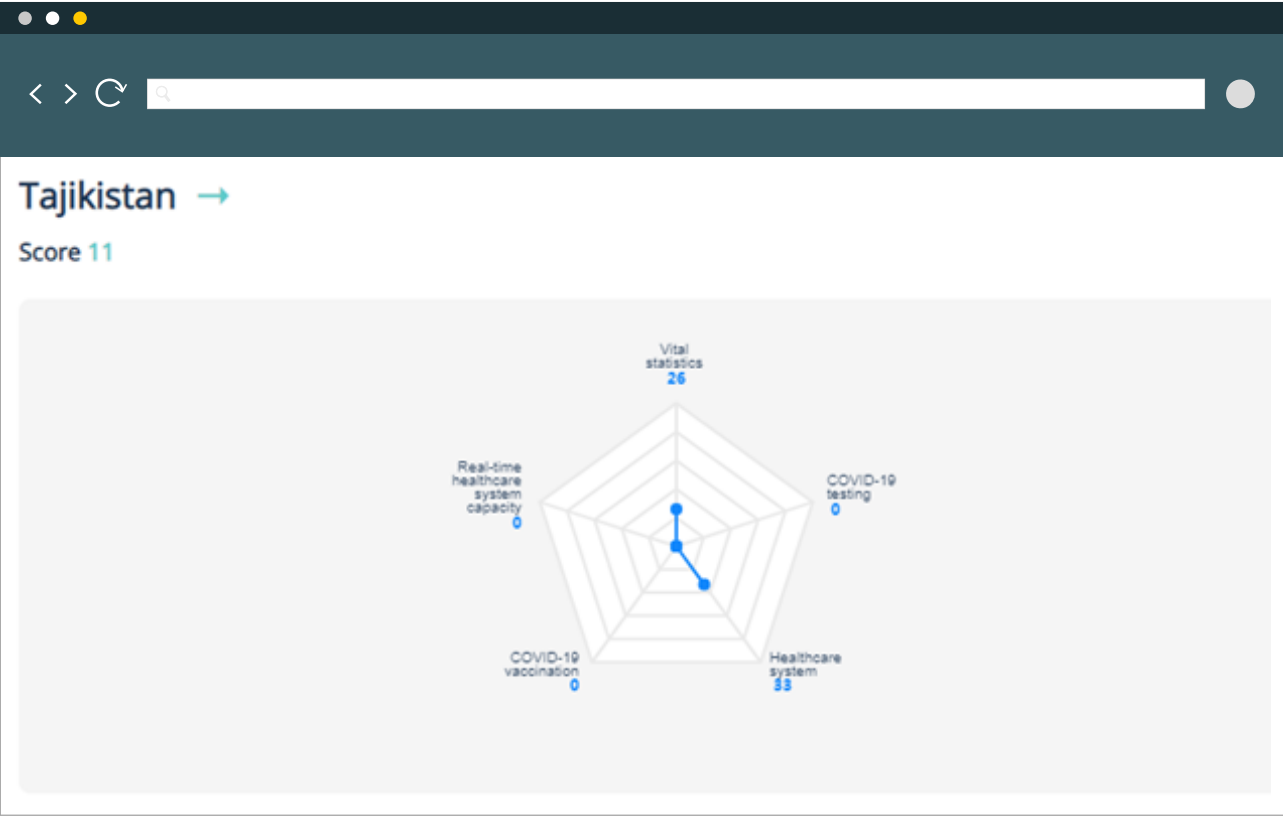 Tajikistan →
Score 11
Vital
statistics
26
Real-time
healthcare
system
capacity
0
COVID-19
testing
0
COVID-19
vaccination
0
Healthcare
system
33